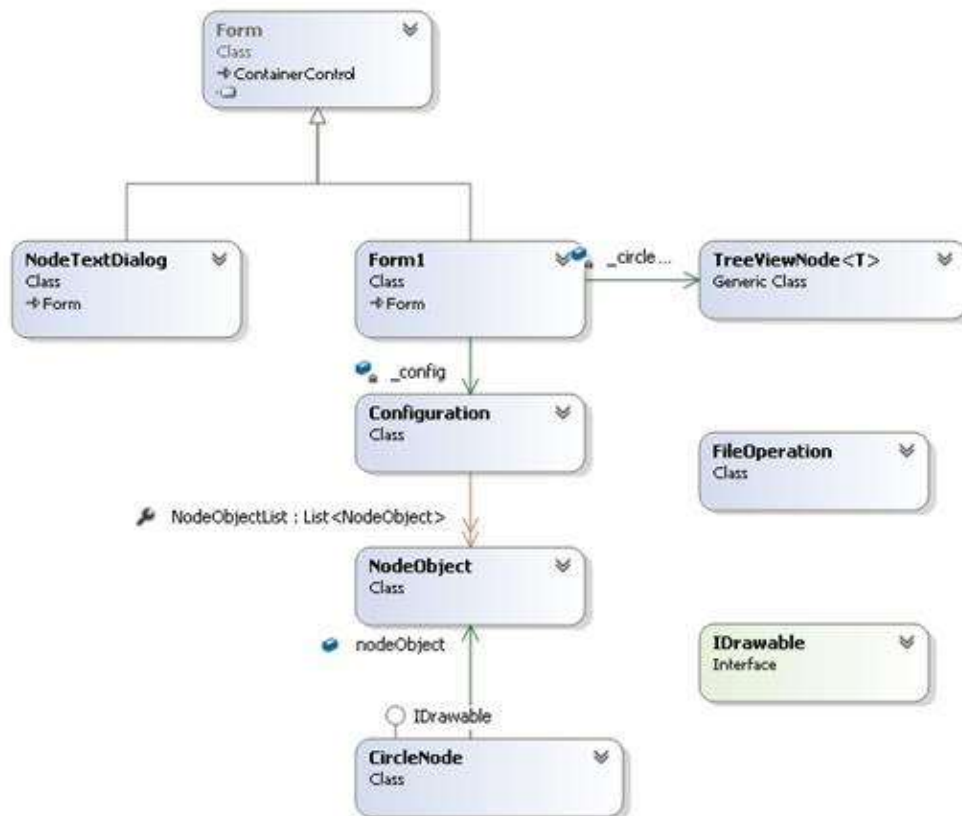 Form
Class
ContainerControl
NodeTextDialog
Class
Form
Form1
Class
Form
_circle...
TreeViewNode<T>
Generic Class
_config
Configuration
Class
FileOperation
Class
NodeObjectList : List<NodeObject>
NodeObject
Class
nodeObject
IDrawable
Interface
IDrawable
CircleNode
Class